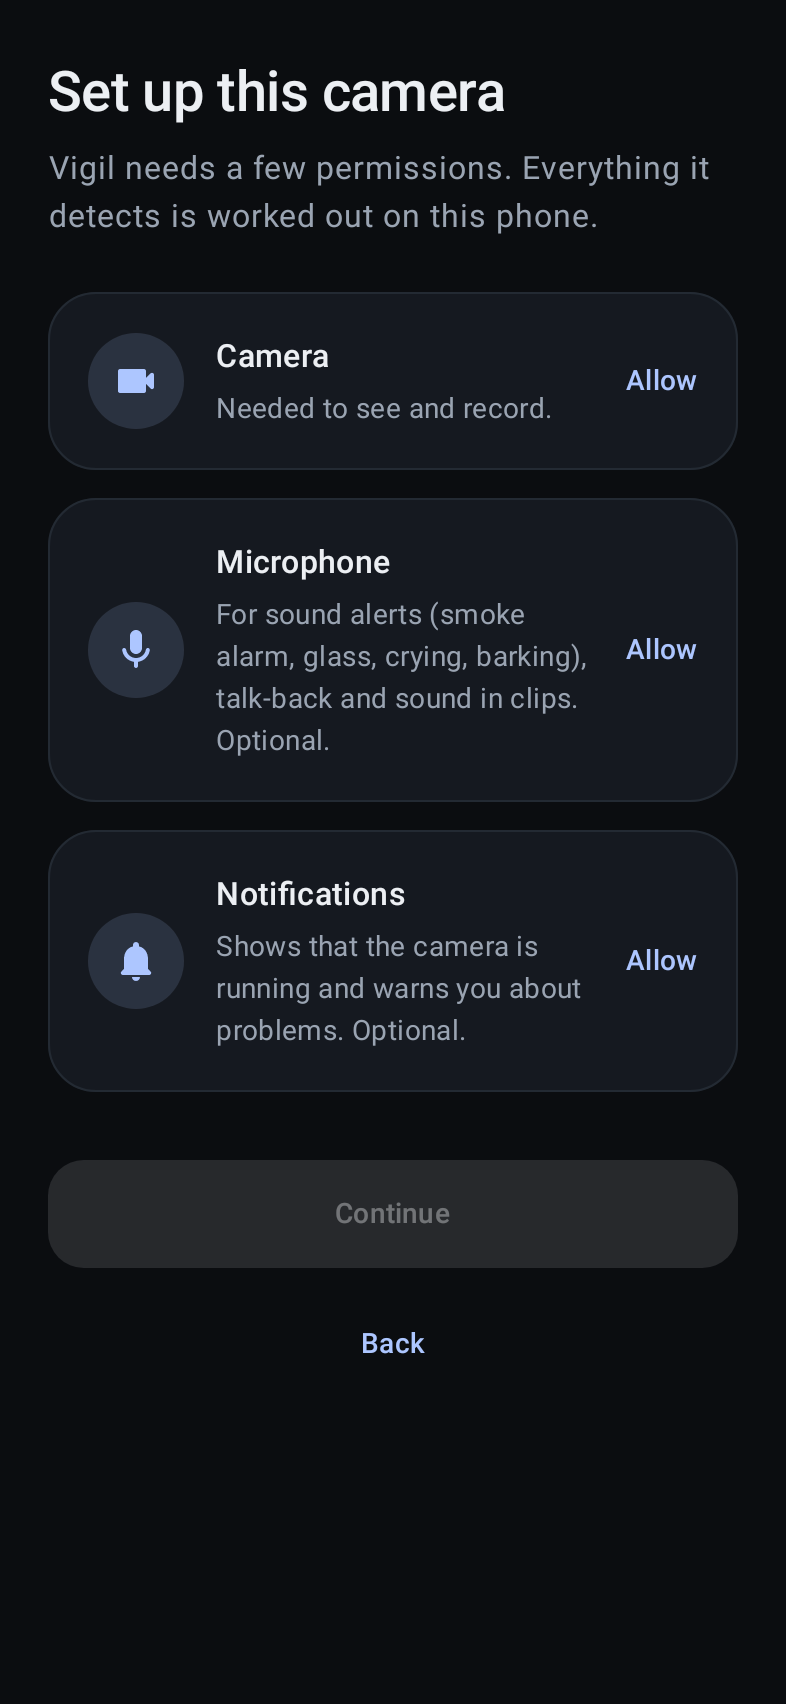 Set up this camera
Vigil needs a few permissions. Everything it
detects is worked out on this phone.
Camera
Needed to see and record.
Allow
Microphone
For sound alerts (smoke
alarm, glass, crying, barking),
talk-back and sound in clips.
Optional.
Allow
Notifications
Shows that the camera is
running and warns you about
problems. Optional.
Allow
Continue
Back